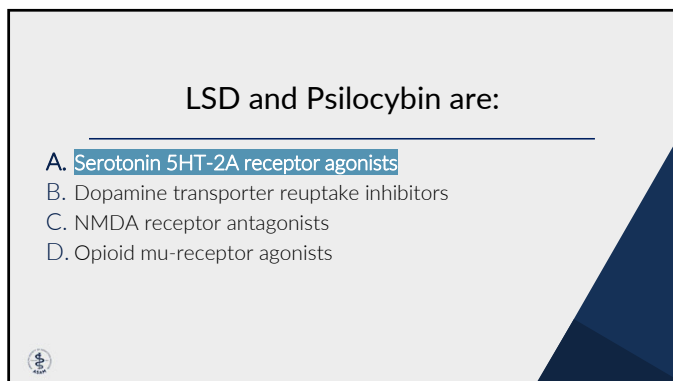 LSD and Psilocybin are:
A. Serotonin 5HT-2A receptor agonists
B. Dopamine transporter reuptake inhibitors
C. NMDA receptor antagonists
D. Opioid mu-receptor agonists
ASAM